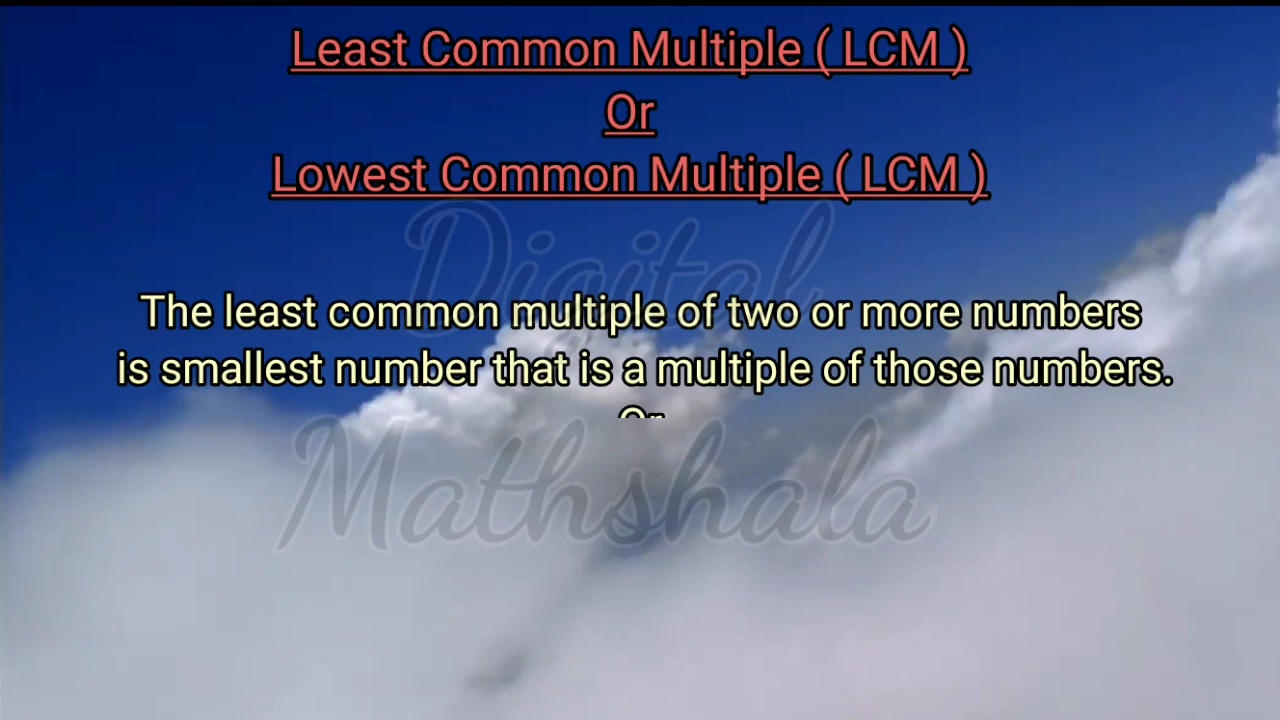 Least Common Multiple ( LCM )
Or
Lowest Common Multiple ( LCM )
Digital
The least common multiple of two or more numbers
is smallest number that is a multiple of those numbers.
Or
Mathshala